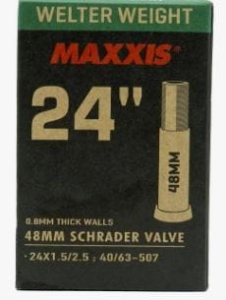 WELTER WEIGHT
MAXXIS®
24"
48MM
0.8MM THICK WALLS
48MM SCHRADER VALVE
· 24X1.5/2.5 ; 40/63-507